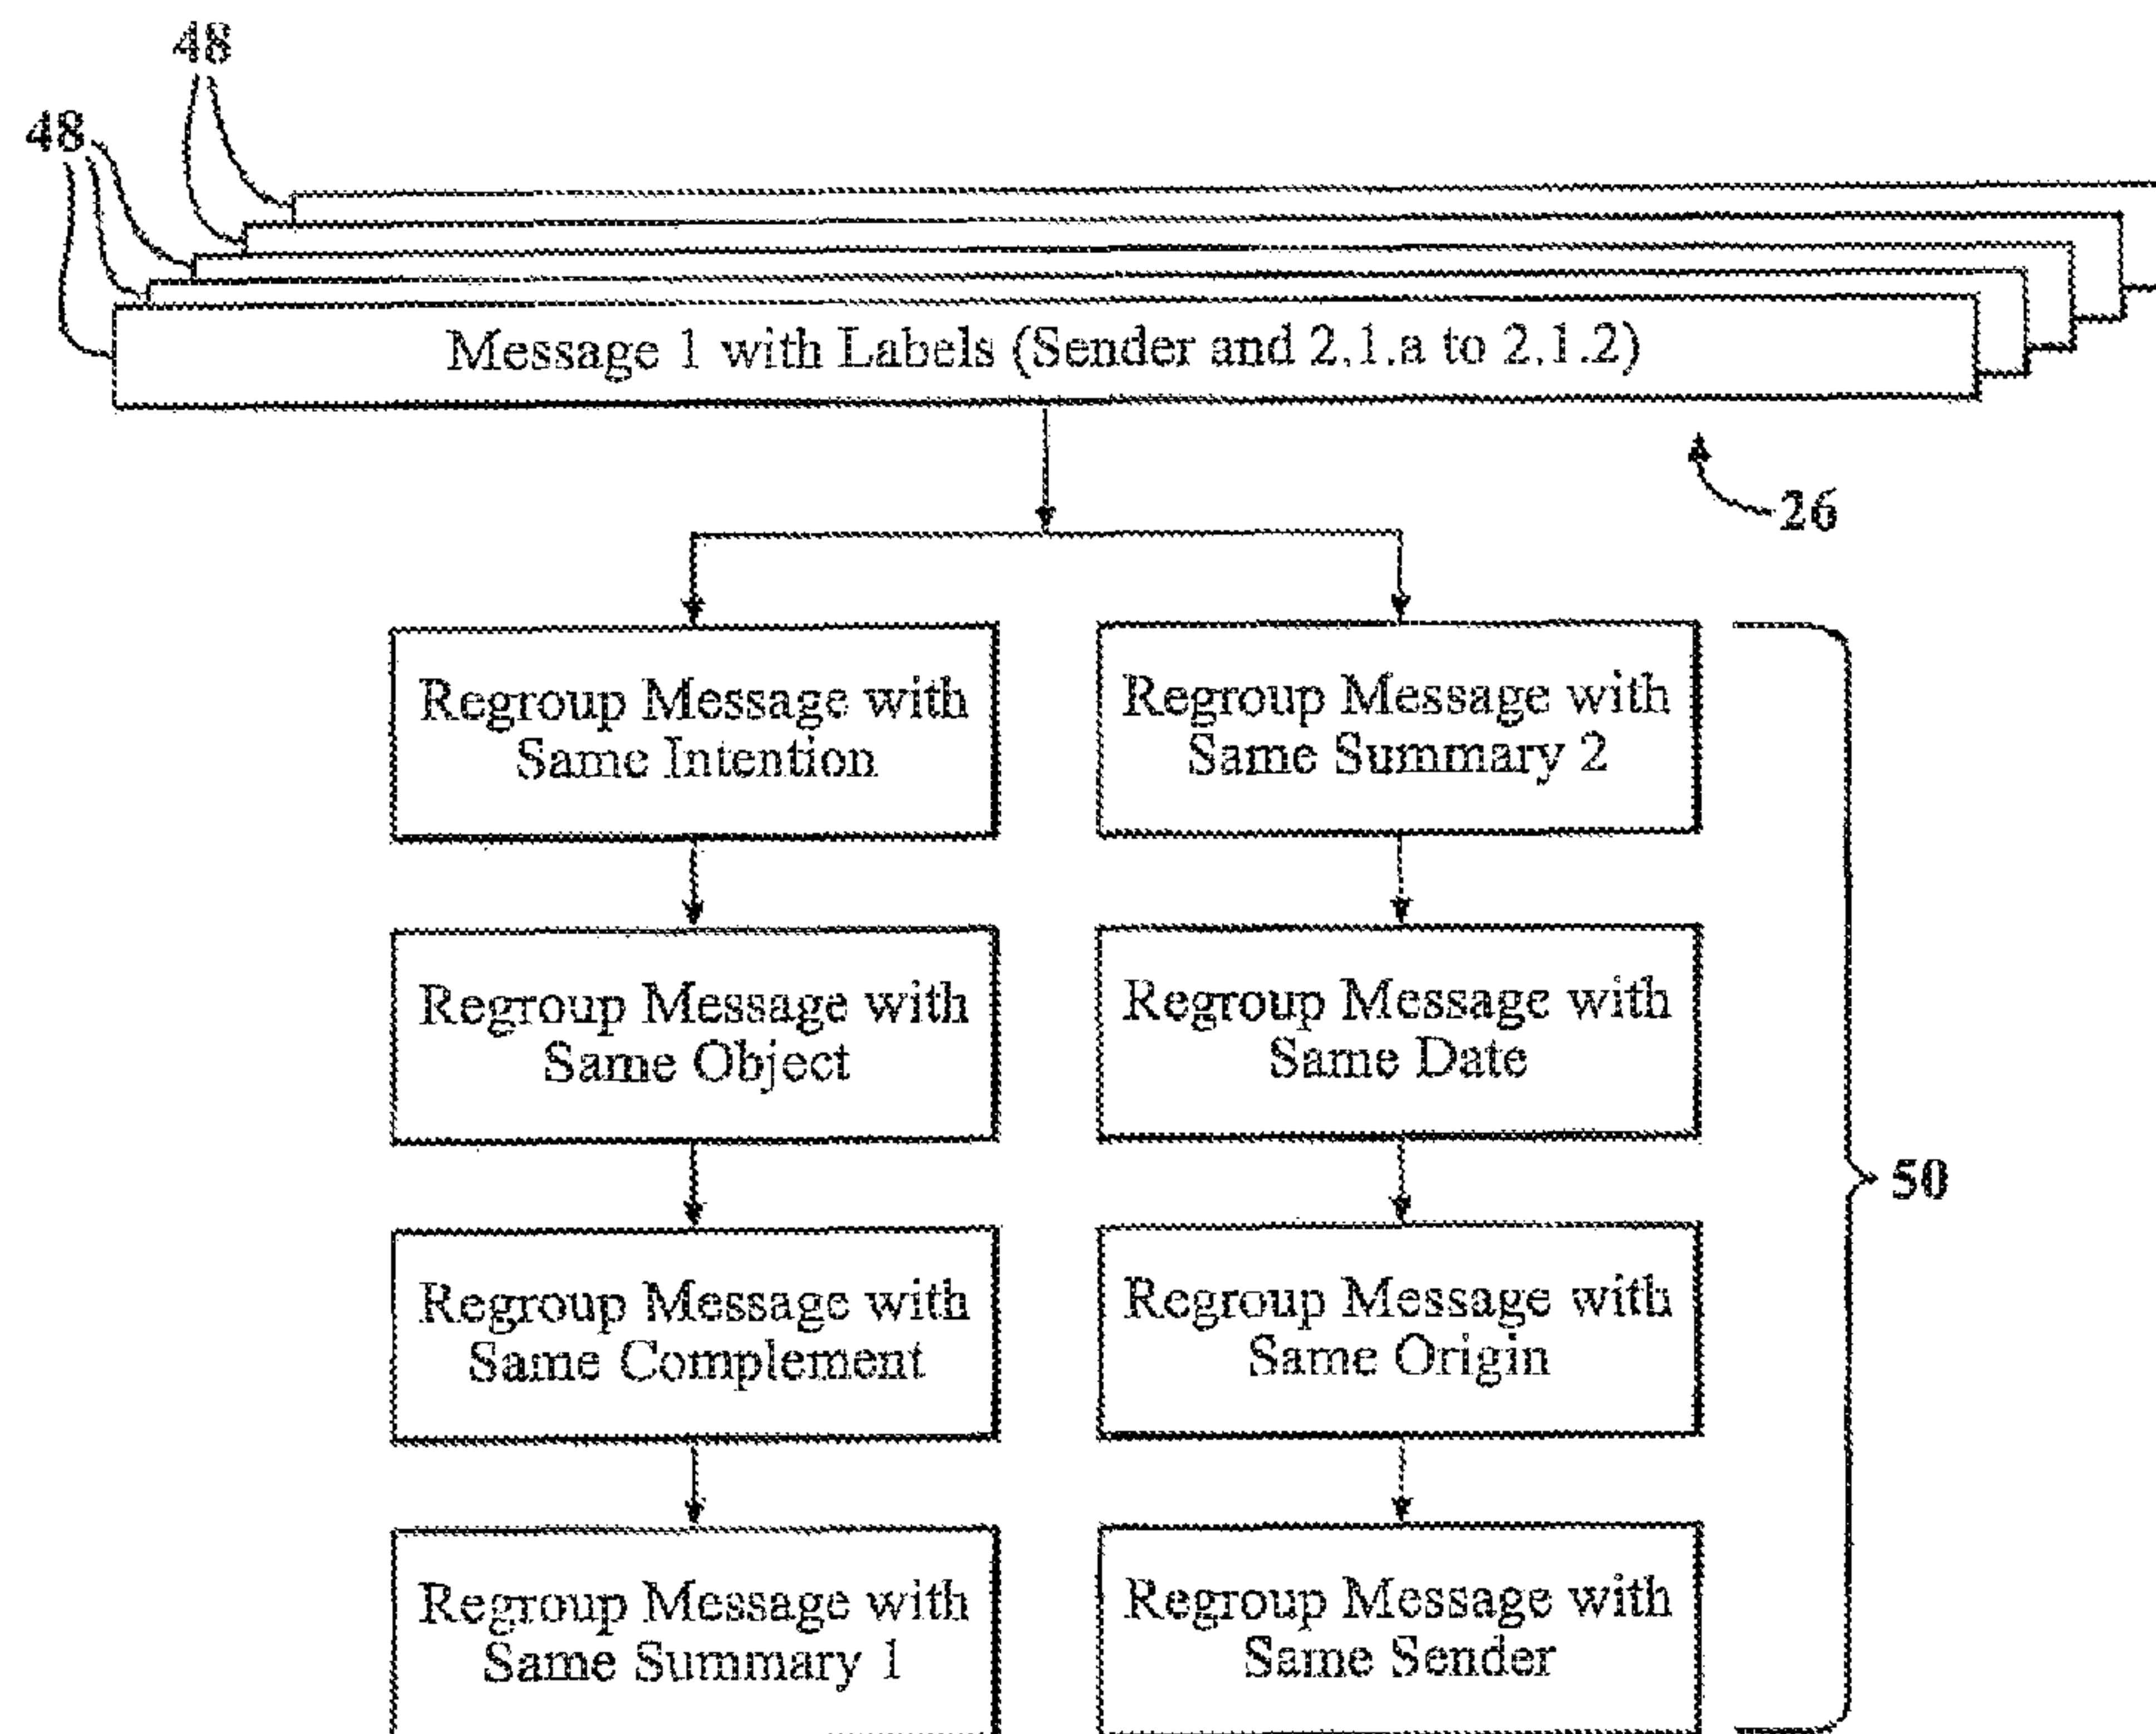 48
48
Message 1 with Labels (Sender and 2.1.a to 2.1.2)
26
Regroup Message with
Same Intention
Regroup Message with
Same Summary 2
Regroup Message with
Same Object
Regroup Message with
Same Date
50
Regroup Message with
Same Complement
Regroup Message with
Same Origin
Regroup Message with
Same Summary 1
Regroup Message with
Same Sender